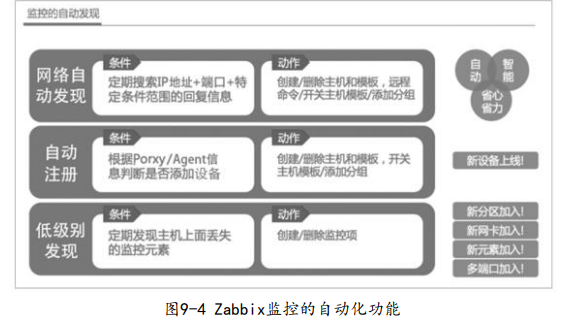 监控的自动发现
网络自
动发现
条件
定期搜索IP地址+端口+特
定条件范围的回复信息
动作
创建/删除主机和模板，远程
命令/开关主机模板/添加分组
自
动
智
能
省心
省力
自动
注册
条件
根据Porxy/Agent信
息判断是否添加设备
动作
创建/删除主机和模板，开关
主机模板/添加分组
新设备上线!
低级别
发现
条件
定期发现主机上面丢失
的监控元素
动作
创建/删除监控项
新分区加入!
新网卡加入!
新元素加入!
多端口加入!
图9-4 Zabbix监控的自动化功能